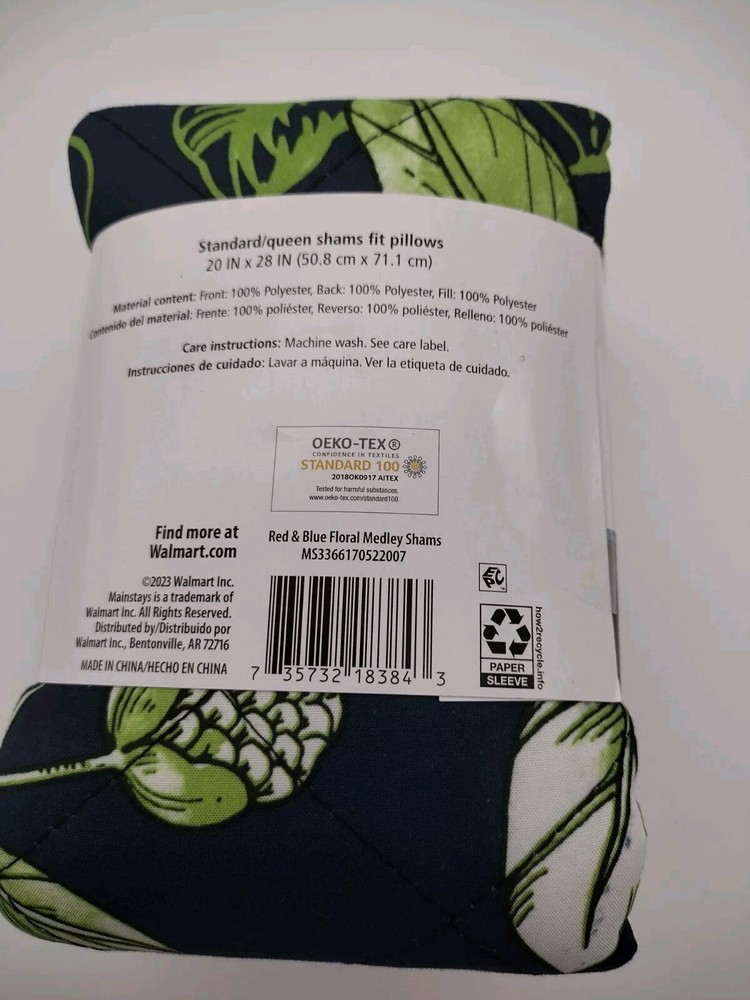 Standard/queen shams fit pillows
20 IN x 28 IN (50.8 cm x 71.1 cm)
Material content: Front: 100% Polyester, Back: 100% Polyester, Fill: 100% Polyester
Contenido del material: Frente: 100% poliéster, Reverso: 100% poliéster, Relleno: 100% poliéster
Care instructions: Machine wash. See care label.
Instrucciones de cuidado: Lavar a máquina. Ver la etiqueta de cuidado.
OEKO-TEX®
CONFIDENCE IN TEXTILES
STANDARD 100
2018OK0917 AITEX
Tested for harmful substances.
www.oeko-tex.com/standard100
Find more at
Walmart.com
Red & Blue Floral Medley Shams
MS3366170522007
©2023 Walmart Inc.
Mainstays is a trademark of
Walmart Inc. All Rights Reserved.
Distributed by/Distribuido por
Walmart Inc., Bentonville, AR 72716
MADE IN CHINA/HECHO EN CHINA
7 35732 18384 3
EPC
how2recycle.info
PAPER
SLEEVE